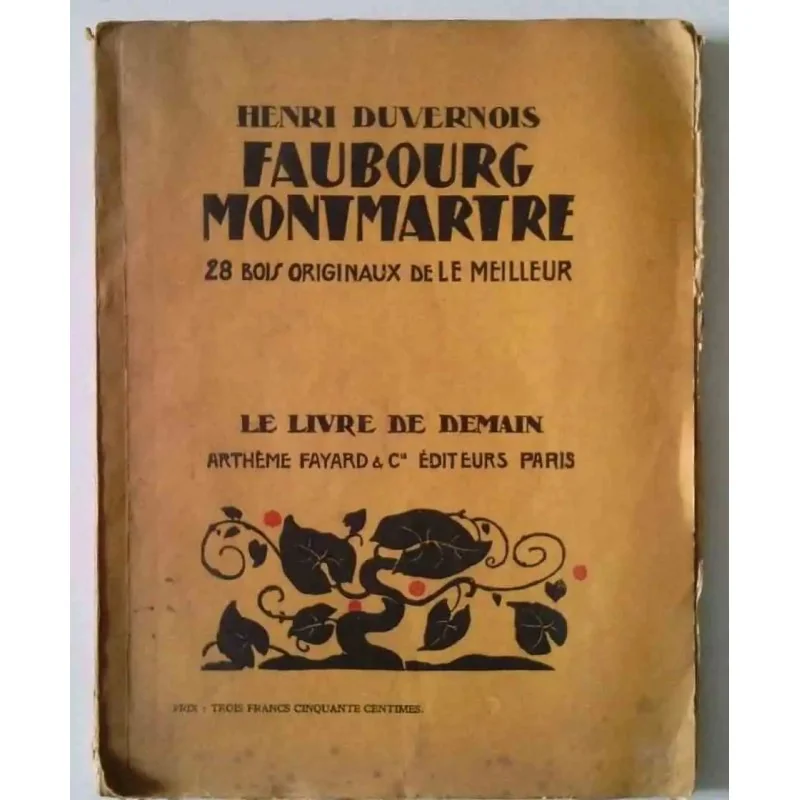 HENRI DUVERNOIS
FAUBOURG
MONTMARTRE
28 BOIS ORIGINAUX DE LE MEILLEUR
LE LIVRE DE DEMAIN
ARTHÈME FAYARD & Cie ÉDITEURS PARIS
PRIX : TROIS FRANCS CINQUANTE CENTIMES.